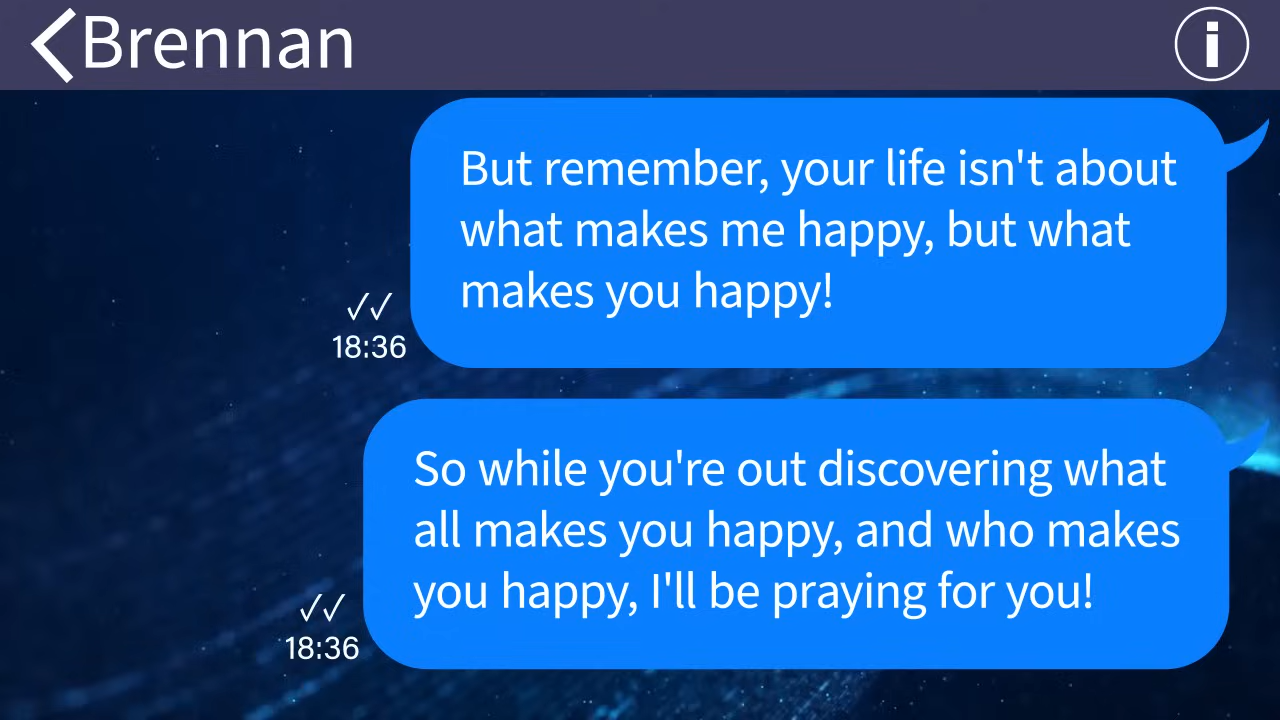 Brennan
But remember, your life isn't about
what makes me happy, but what
makes you happy!
18:36
So while you're out discovering what
all makes you happy, and who makes
you happy, I'll be praying for you!
18:36